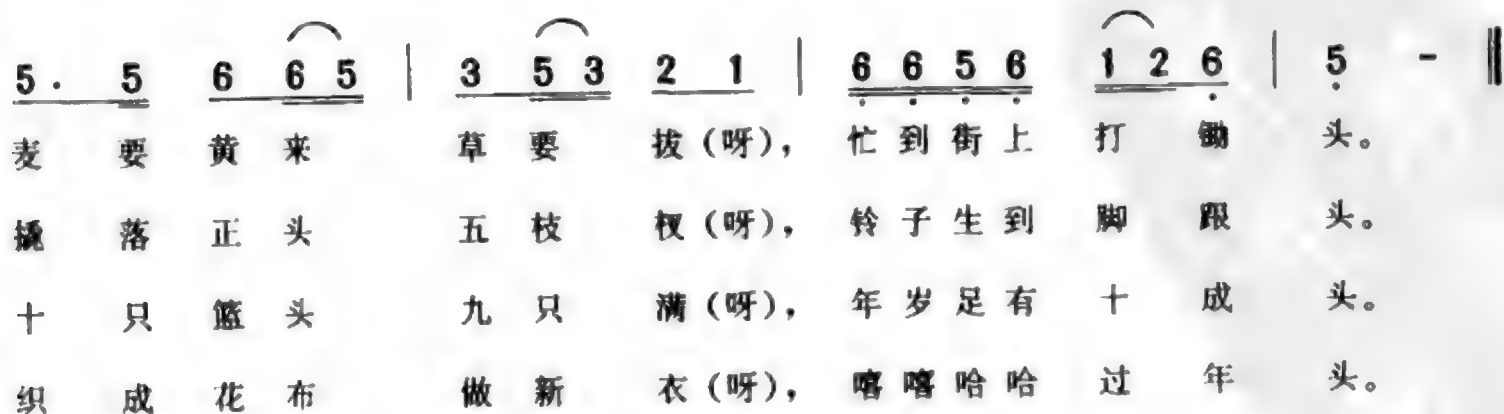 5· 5 6 6 5 | 3 5 3 2 1 | 6 6 5 6 1 2 6 | 5 - ‖
麦要黄来 草要拔(呀), 忙到街上打锄头。
撬落正头 五枝杈(呀), 铃子生到脚跟头。
十只篮头 九只满(呀), 年岁足有十成头。
织成花布 做新衣(呀), 嘻嘻哈哈过年头。